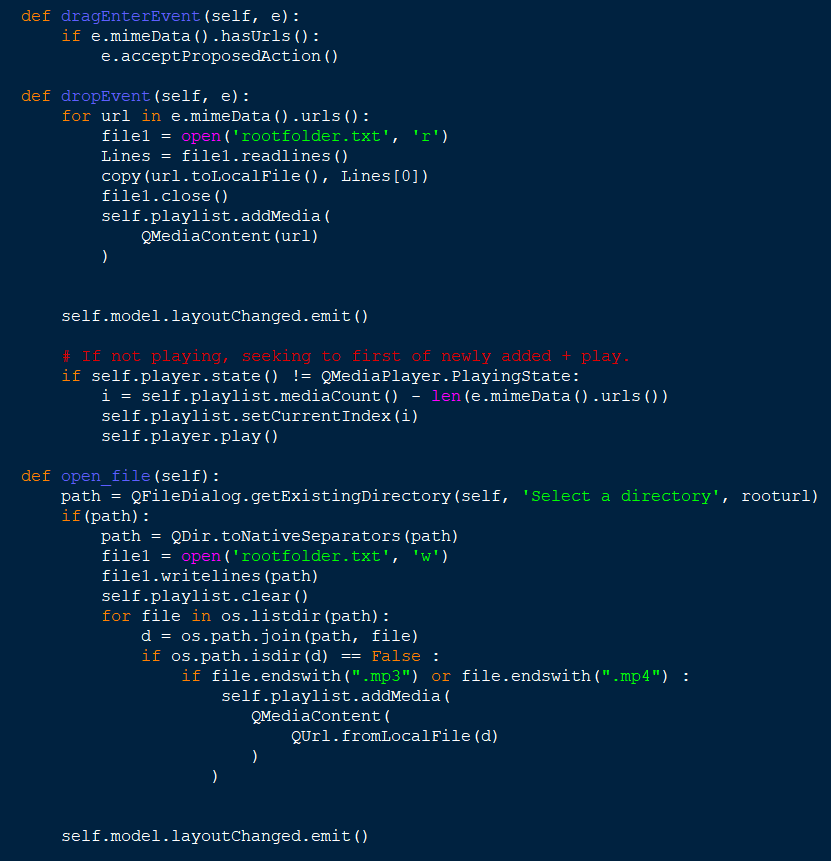 def dragEnterEvent(self, e):
    if e.mimeData().hasUrls():
        e.acceptProposedAction()

def dropEvent(self, e):
    for url in e.mimeData().urls():
        file1 = open('rootfolder.txt', 'r')
        Lines = file1.readlines()
        copy(url.toLocalFile(), Lines[0])
        file1.close()
        self.playlist.addMedia(
            QMediaContent(url)
        )


    self.model.layoutChanged.emit()

    # If not playing, seeking to first of newly added + play.
    if self.player.state() != QMediaPlayer.PlayingState:
        i = self.playlist.mediaCount() - len(e.mimeData().urls())
        self.playlist.setCurrentIndex(i)
        self.player.play()

def open_file(self):
    path = QFileDialog.getExistingDirectory(self, 'Select a directory', rooturl)
    if(path):
        path = QDir.toNativeSeparators(path)
        file1 = open('rootfolder.txt', 'w')
        file1.writelines(path)
        self.playlist.clear()
        for file in os.listdir(path):
            d = os.path.join(path, file)
            if os.path.isdir(d) == False :
                if file.endswith(".mp3") or file.endswith(".mp4") :
                    self.playlist.addMedia(
                       QMediaContent(
                           QUrl.fromLocalFile(d)
                       )
                   )


    self.model.layoutChanged.emit()